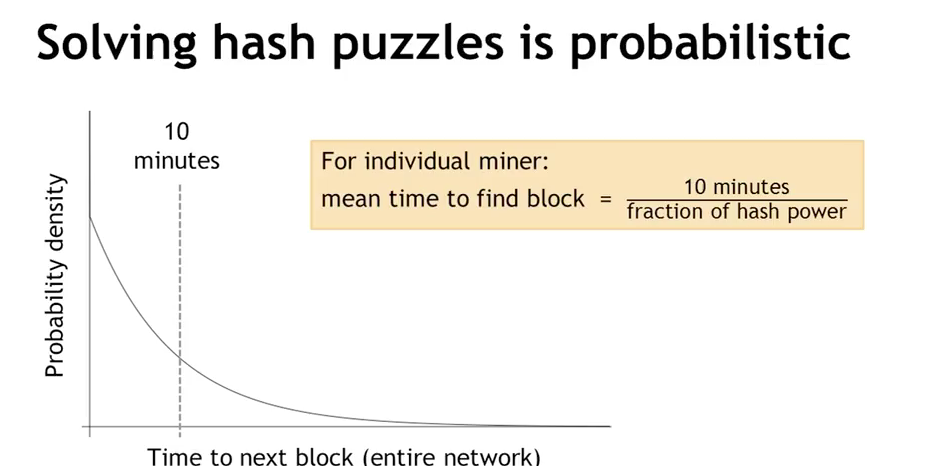 Solving hash puzzles is probabilistic
10
minutes
For individual miner:
mean time to find block = 10 minutes
fraction of hash power
Probability density
Time to next block (entire network)